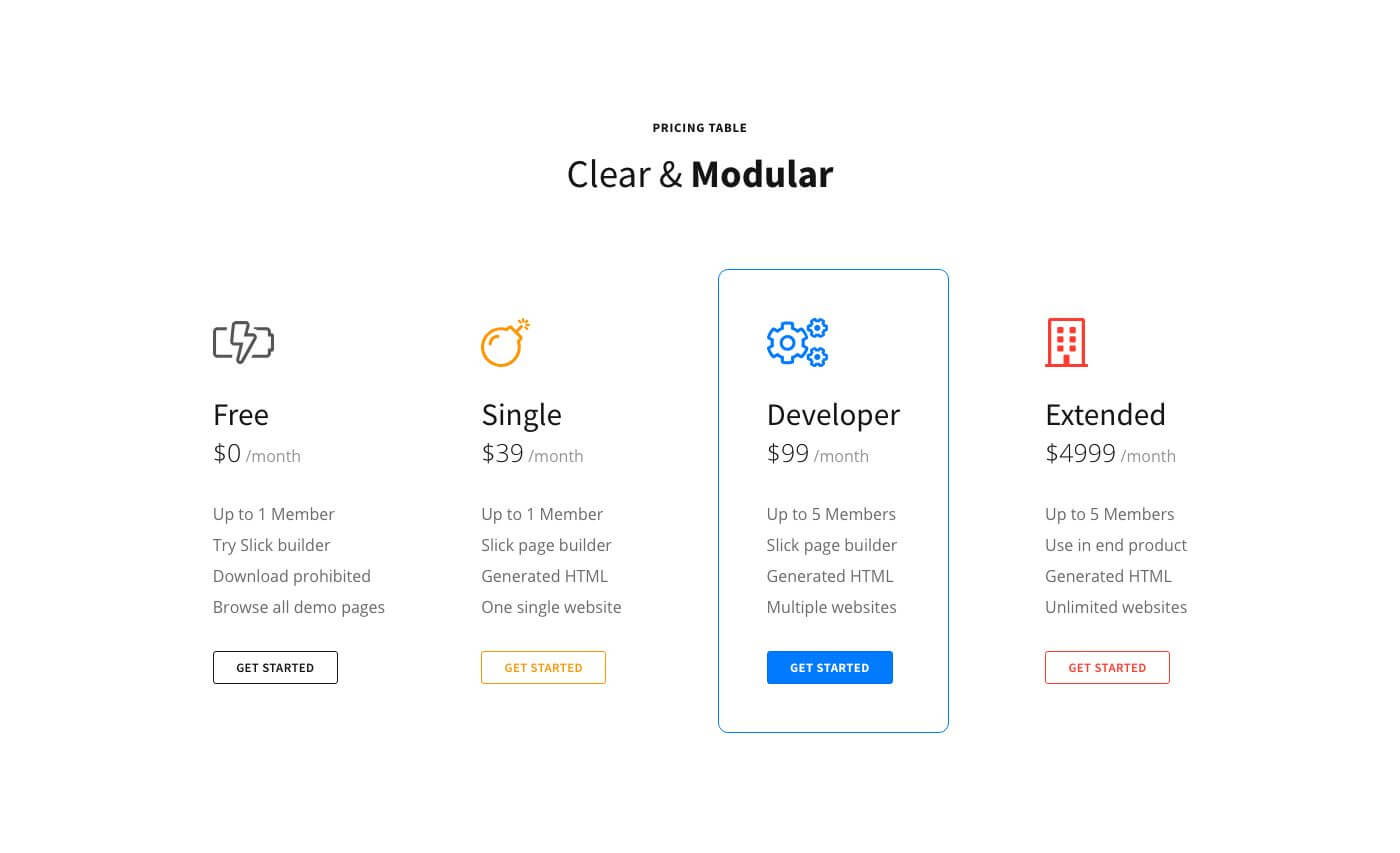 PRICING TABLE
Clear & Modular
Free
$0 /month
Up to 1 Member
Try Slick builder
Download prohibited
Browse all demo pages
GET STARTED
Single
$39 /month
Up to 1 Member
Slick page builder
Generated HTML
One single website
GET STARTED
Developer
$99 /month
Up to 5 Members
Slick page builder
Generated HTML
Multiple websites
GET STARTED
Extended
$4999 /month
Up to 5 Members
Use in end product
Generated HTML
Unlimited websites
GET STARTED